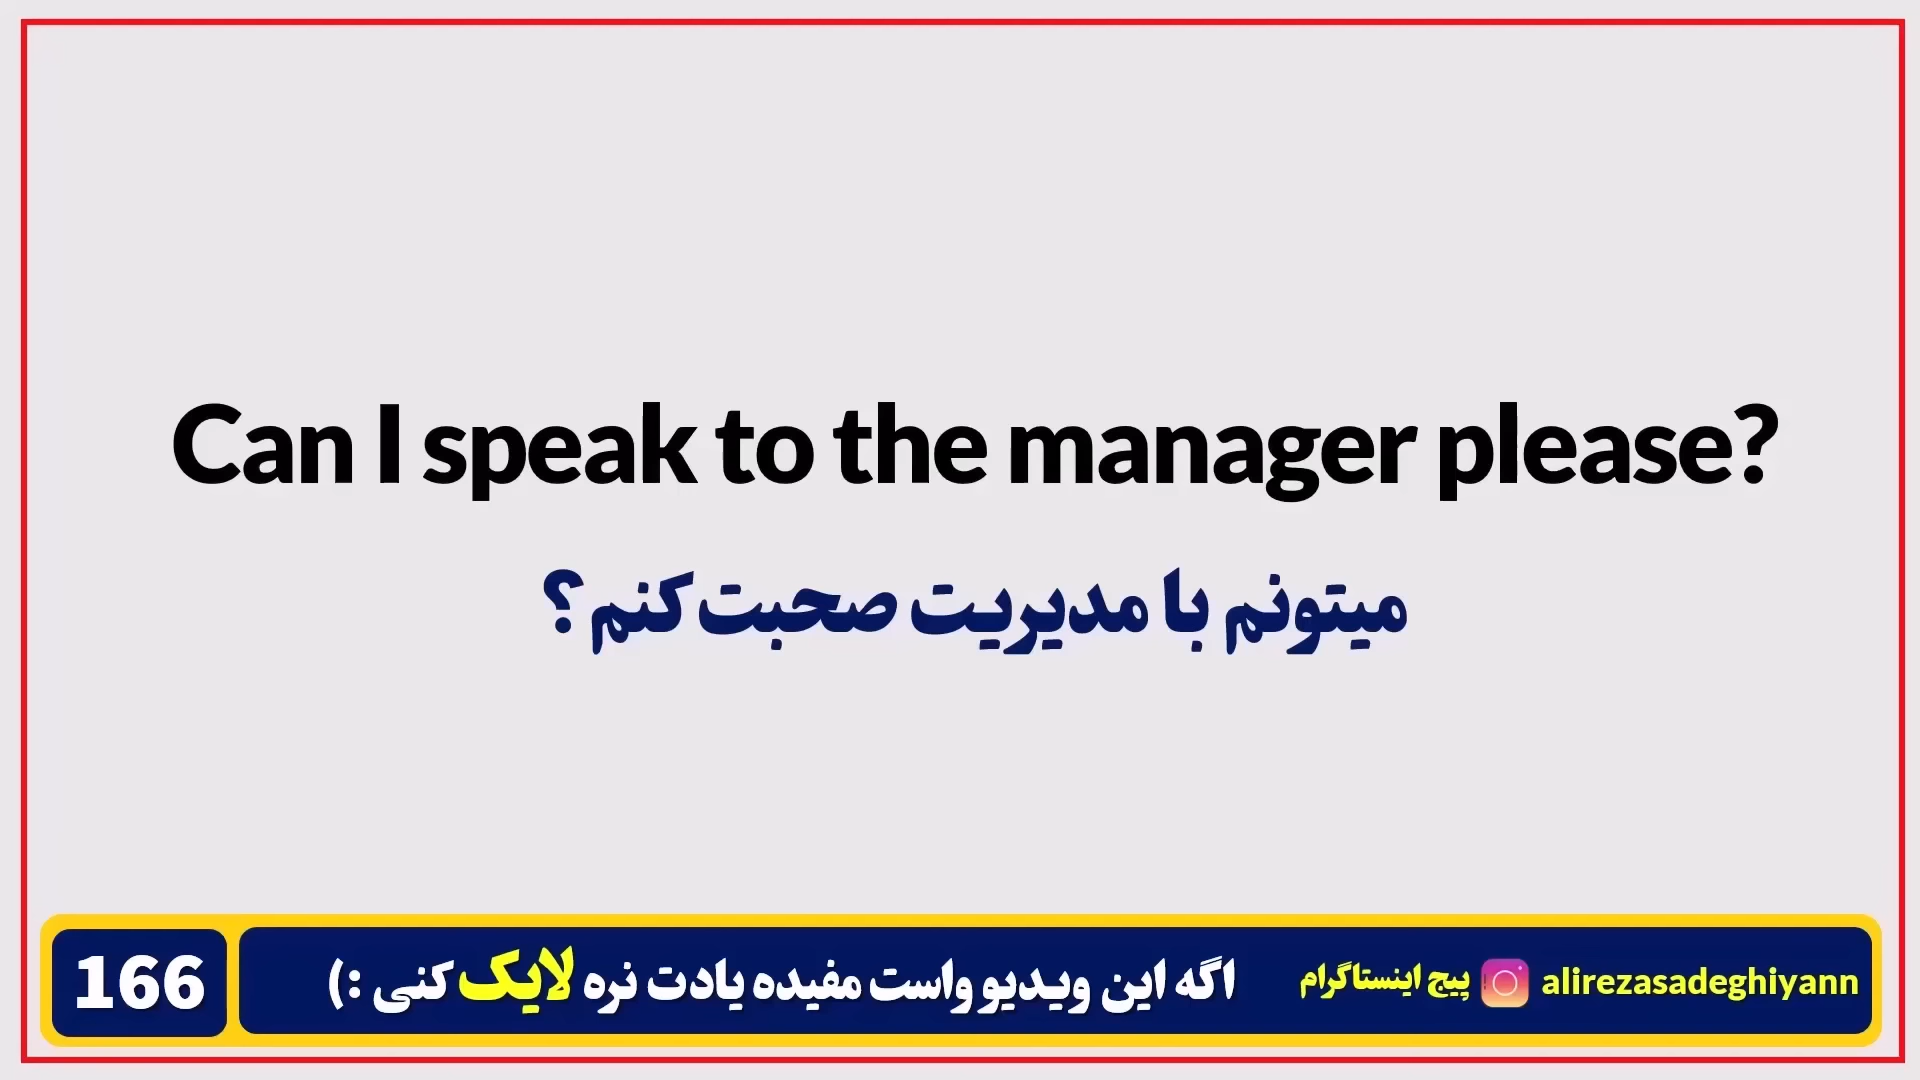 Can I speak to the manager please?
میتونم با مدیریت صحبت کنم ؟
166
اگه این ویدیو واست مفیده یادت نره لایک کنی :)
پیج اینستاگرام alirezasadeghiyann